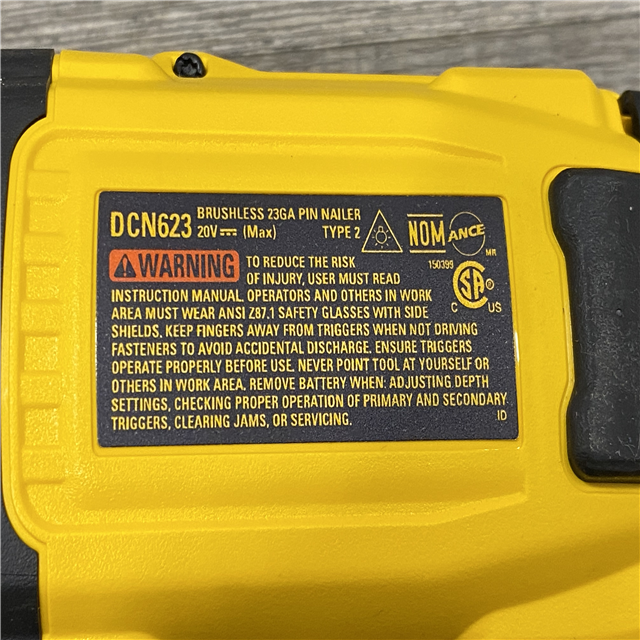 DCN623 BRUSHLESS 23GA PIN NAILER
20V⎓ (Max) TYPE 2
NOM ANCE MR
⚠WARNING TO REDUCE THE RISK
OF INJURY, USER MUST READ
150399
SA ® C US
INSTRUCTION MANUAL. OPERATORS AND OTHERS IN WORK
AREA MUST WEAR ANSI Z87.1 SAFETY GLASSES WITH SIDE
SHIELDS. KEEP FINGERS AWAY FROM TRIGGERS WHEN NOT DRIVING
FASTENERS TO AVOID ACCIDENTAL DISCHARGE. ENSURE TRIGGERS
OPERATE PROPERLY BEFORE USE. NEVER POINT TOOL AT YOURSELF OR
OTHERS IN WORK AREA. REMOVE BATTERY WHEN: ADJUSTING DEPTH
SETTINGS, CHECKING PROPER OPERATION OF PRIMARY AND SECONDARY
TRIGGERS, CLEARING JAMS, OR SERVICING.
ID